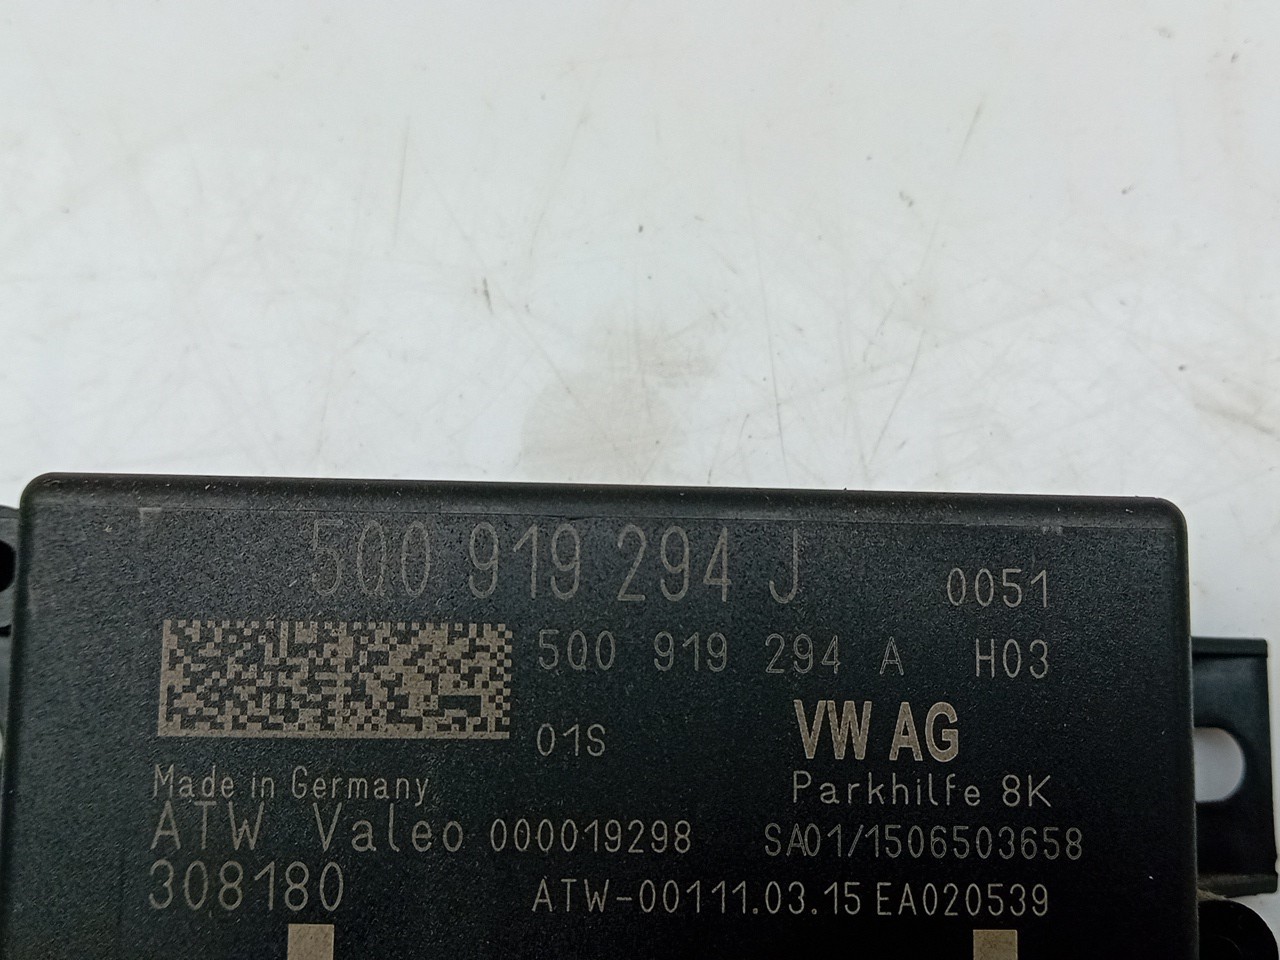 5Q0 919 294 J 0051
5Q0 919 294 A H03
01S VW AG
Made in Germany Parkhilfe 8K
ATW Valeo 000019298 SA01/1506503658
308180 ATW-00111.03.15 EA020539